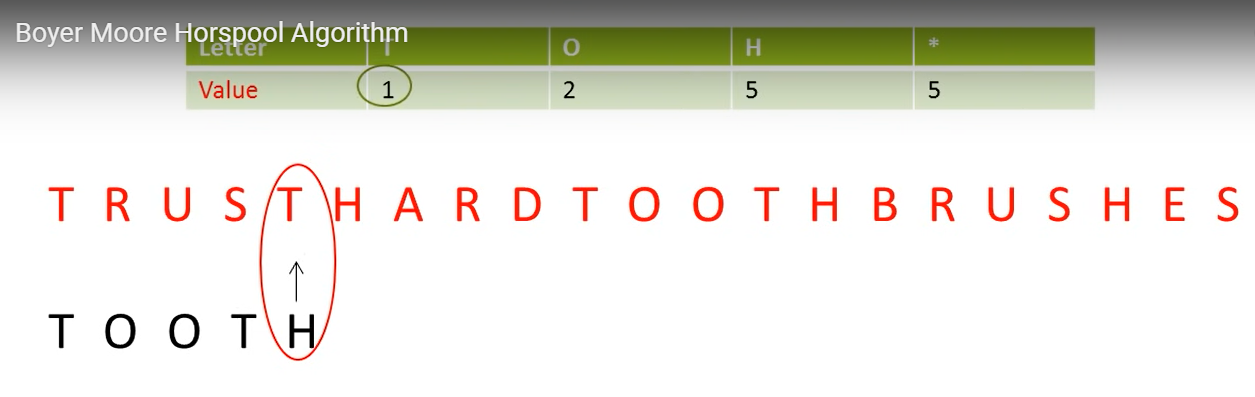 Boyer Moore Horspool Algorithm
Letter T O H *
Value 1 2 5 5
T R U S T H A R D T O O T H B R U S H E S
T O O T H